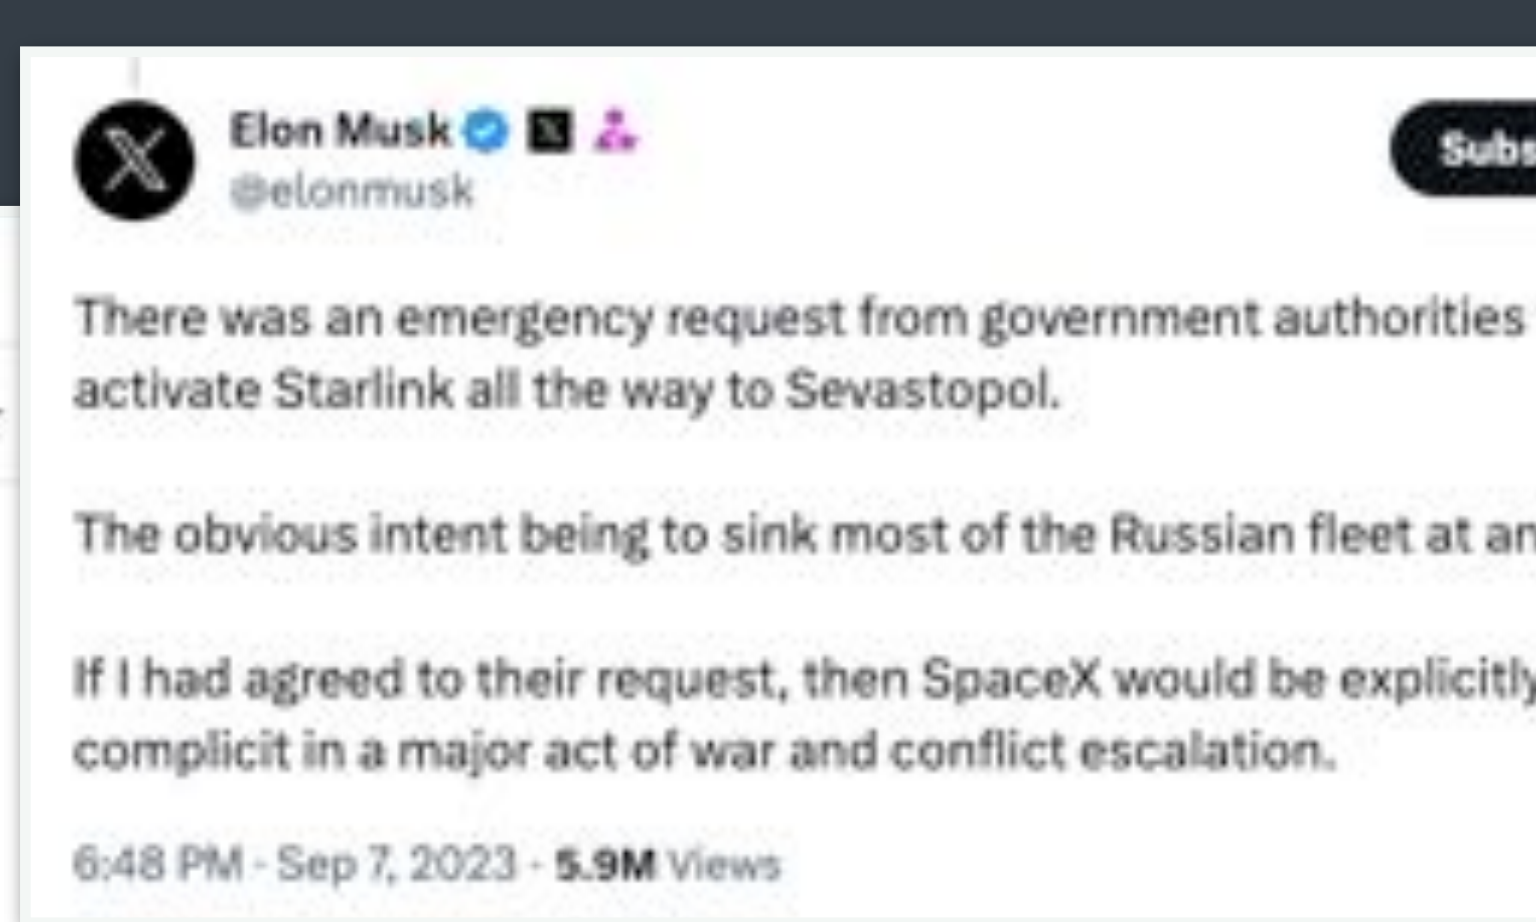 Elon Musk
@elonmusk
Subs
There was an emergency request from government authorities
activate Starlink all the way to Sevastopol.
The obvious intent being to sink most of the Russian fleet at an
If I had agreed to their request, then SpaceX would be explicitly
complicit in a major act of war and conflict escalation.
6:48 PM · Sep 7, 2023 · 5.9M Views